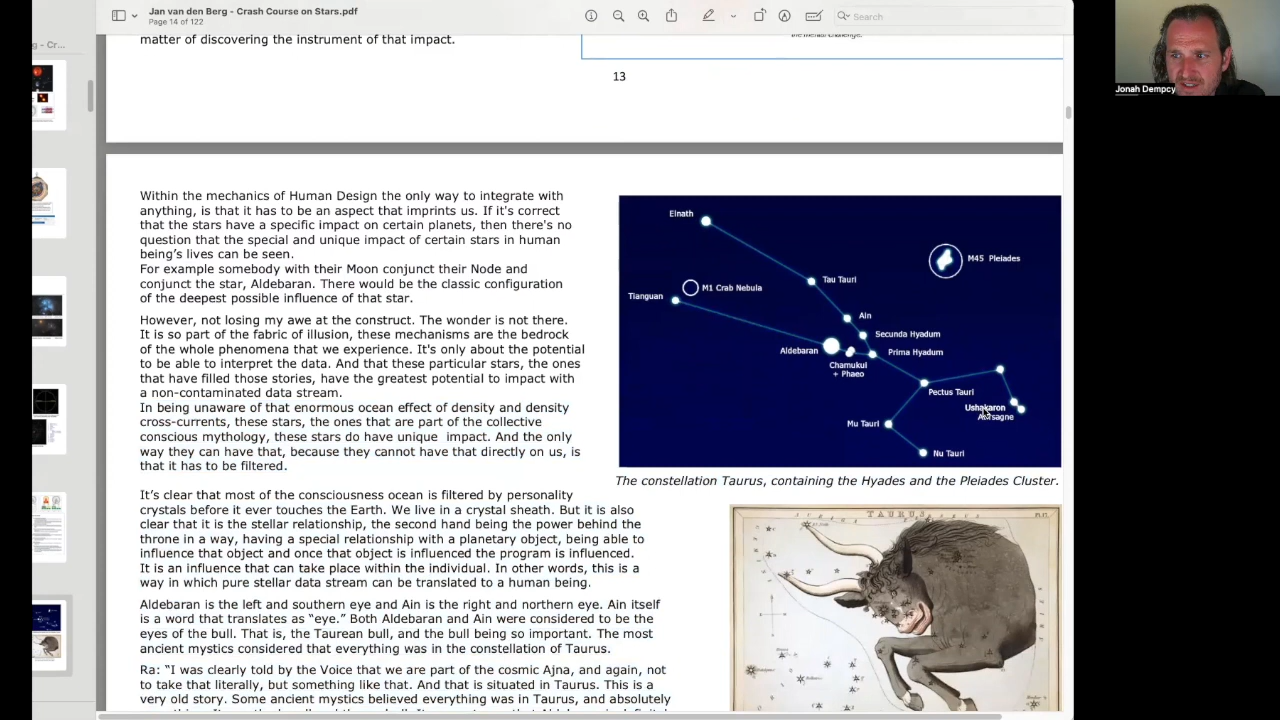 Jan van den Berg - Crash Course on Stars.pdf
Page 14 of 122
Search
Jonah Dempcy
matter of discovering the instrument of that impact.
the mental challenge.
13
Within the mechanics of Human Design the only way to integrate with
anything, is that it has to be an aspect that imprints us. If it's correct
that the stars have a specific impact on certain planets, then there's no
question that the special and unique impact of certain stars in human
being's lives can be seen.
For example somebody with their Moon conjunct their Node and
conjunct the star, Aldebaran. There would be the classic configuration
of the deepest possible influence of that star.
However, not losing my awe at the construct. The wonder is not there.
It is so part of the fabric of illusion, these mechanisms are the bedrock
of the whole phenomena that we experience. It's only about the potential
to be able to interpret the data. And that these particular stars, the ones
that have filled those stories, have the greatest potential to impact with
a non-contaminated data stream.
In being unaware of that enormous ocean effect of density and density
cross-currents, these stars, the ones that are part of the collective
conscious mythology, these stars do have unique impact. And the only
way they can have that, because they cannot have that directly on us, is
that it has to be filtered.
It's clear that most of the consciousness ocean is filtered by personality
crystals before it ever touches the Earth. We live in a crystal sheath. But it is also
clear that it is the stellar relationship, the second hand being the power behind the
throne in a way, having a special relationship with a planetary object, being able to
influence that object and once that object is influenced the program is influenced.
It is an influence that can take place within the individual. In other words, this is a
way in which pure stellar data stream can be translated to a human being.
Aldebaran is the left and southern eye and Ain is the right and northern eye. Ain itself
is a word that translates as “eye.” Both Aldebaran and Ain were considered to be the
eyes of the bull. That is, the Taurean bull, and the bull being so important. The most
ancient mystics considered that everything was in the constellation of Taurus.
Ra: “I was clearly told by the Voice that we are part of the cosmic Ajna, and again, not
to take that literally, but something like that. And that is situated in Taurus. This is a
very old story. Some ancient mystics believed everything was in Taurus, and absolutely
Elnath
M45 Pleiades
Tau Tauri
M1 Crab Nebula
Tianguan
Ain
Secunda Hyadum
Aldebaran
Prima Hyadum
Chamukui
+ Phaeo
Pectus Tauri
Ushakaron
Mu Tauri
Nu Tauri
The constellation Taurus, containing the Hyades and the Pleiades Cluster.
TAURUS